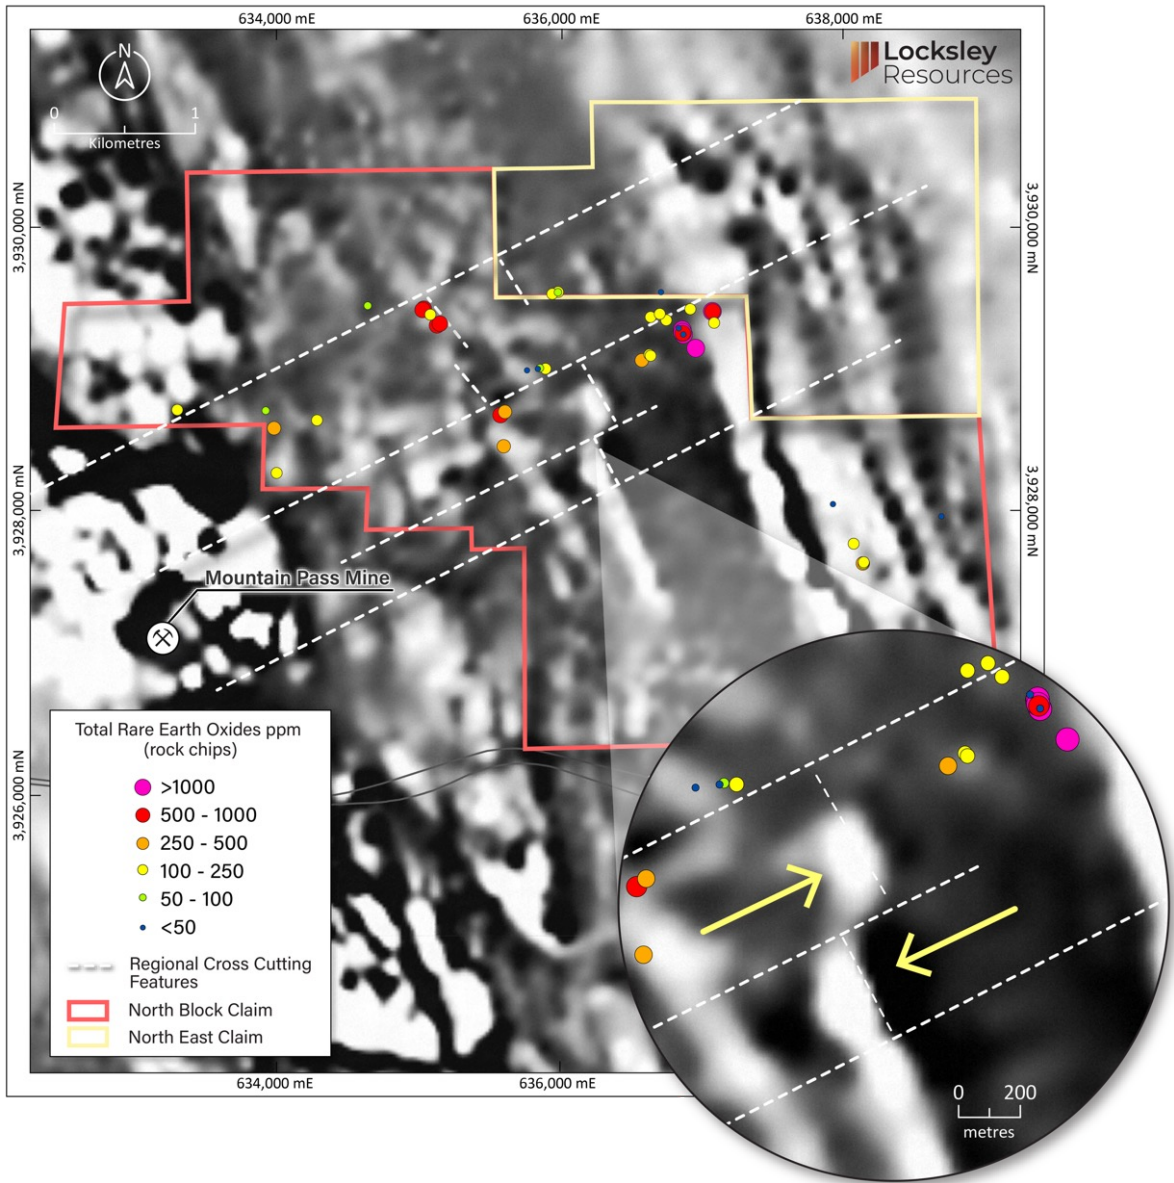 634,000 mE
636,000 mE
638,000 mE
N
Locksley
Resources
0 1
Kilometres
3,930,000 mN
3,930,000 mN
3,928,000 mN
3,928,000 mN
Mountain Pass Mine
3,926,000 mN
Total Rare Earth Oxides ppm
(rock chips)
>1000
500 - 1000
250 - 500
100 - 250
50 - 100
<50
Regional Cross Cutting
Features
North Block Claim
North East Claim
0 200
metres
634,000 mE
636,000 mE